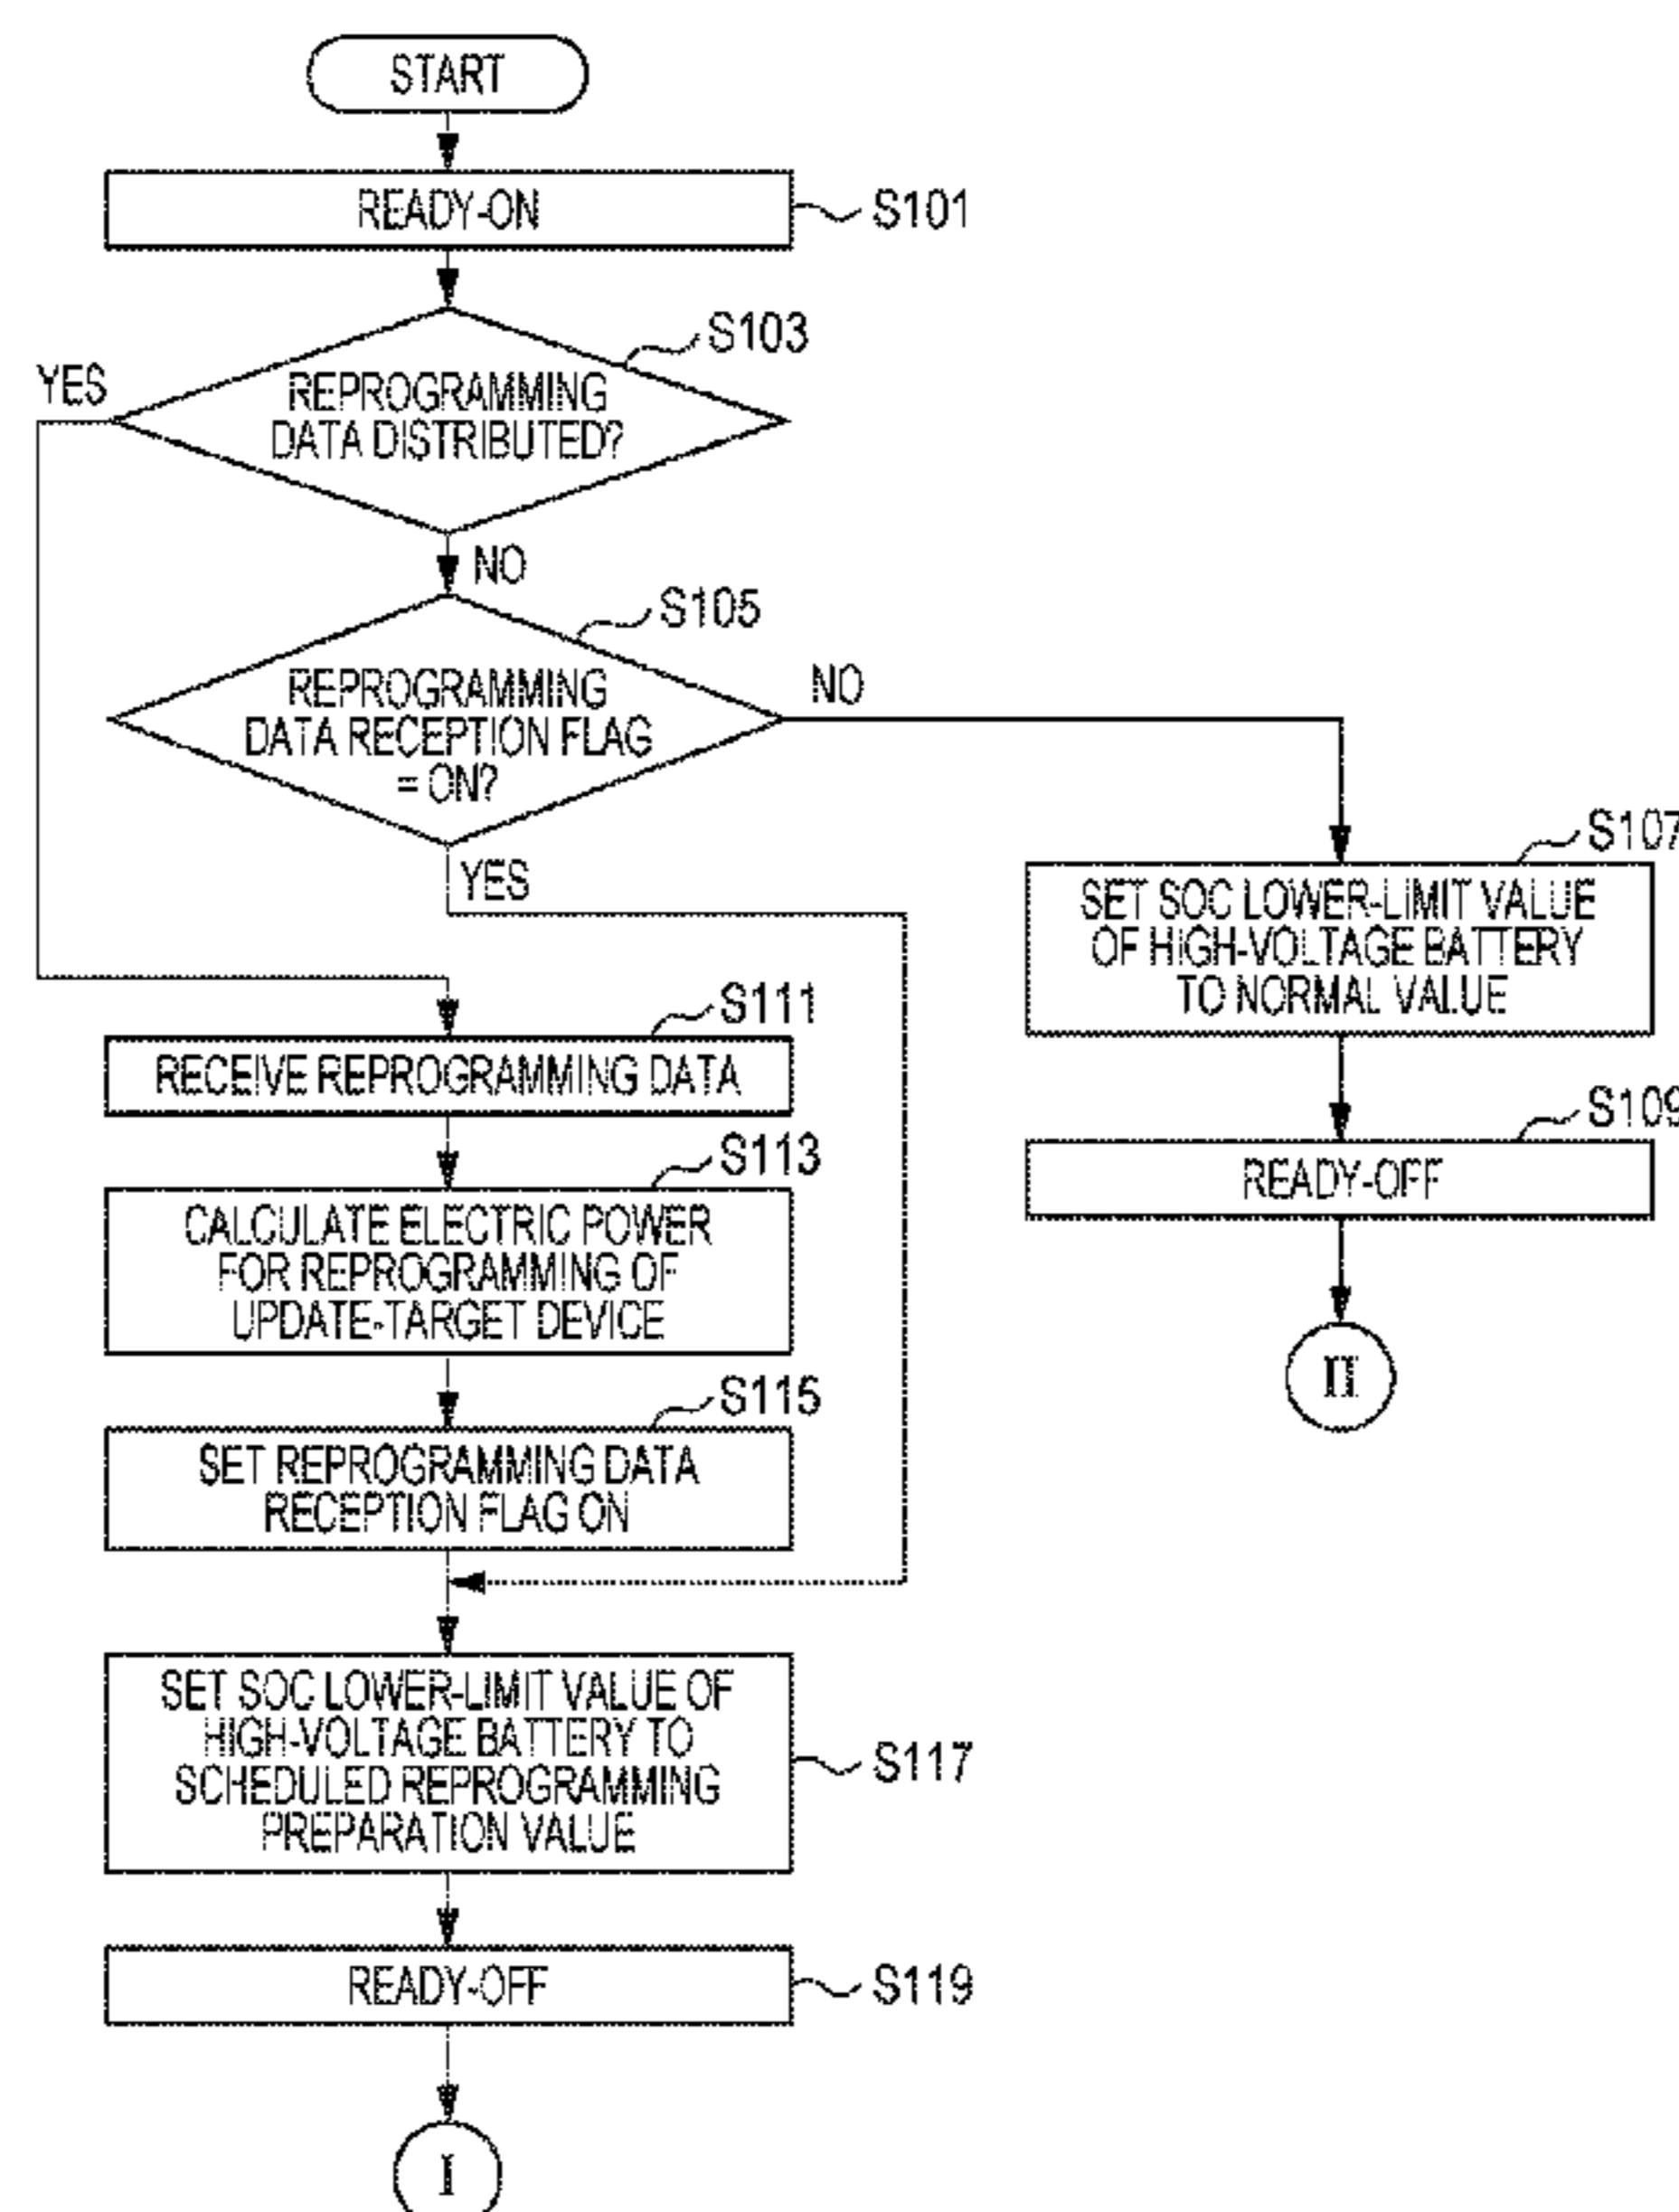 START
READY-ON
S101
S103
YES
REPROGRAMMING
DATA DISTRIBUTED?
NO
S105
REPROGRAMMING
DATA RECEPTION FLAG
= ON?
NO
YES
S107
SET SOC LOWER-LIMIT VALUE
OF HIGH-VOLTAGE BATTERY
TO NORMAL VALUE
S109
READY-OFF
II
S111
RECEIVE REPROGRAMMING DATA
S113
CALCULATE ELECTRIC POWER
FOR REPROGRAMMING OF
UPDATE-TARGET DEVICE
S115
SET REPROGRAMMING DATA
RECEPTION FLAG ON
SET SOC LOWER-LIMIT VALUE OF
HIGH-VOLTAGE BATTERY TO
SCHEDULED REPROGRAMMING
PREPARATION VALUE
S117
READY-OFF
S119
I